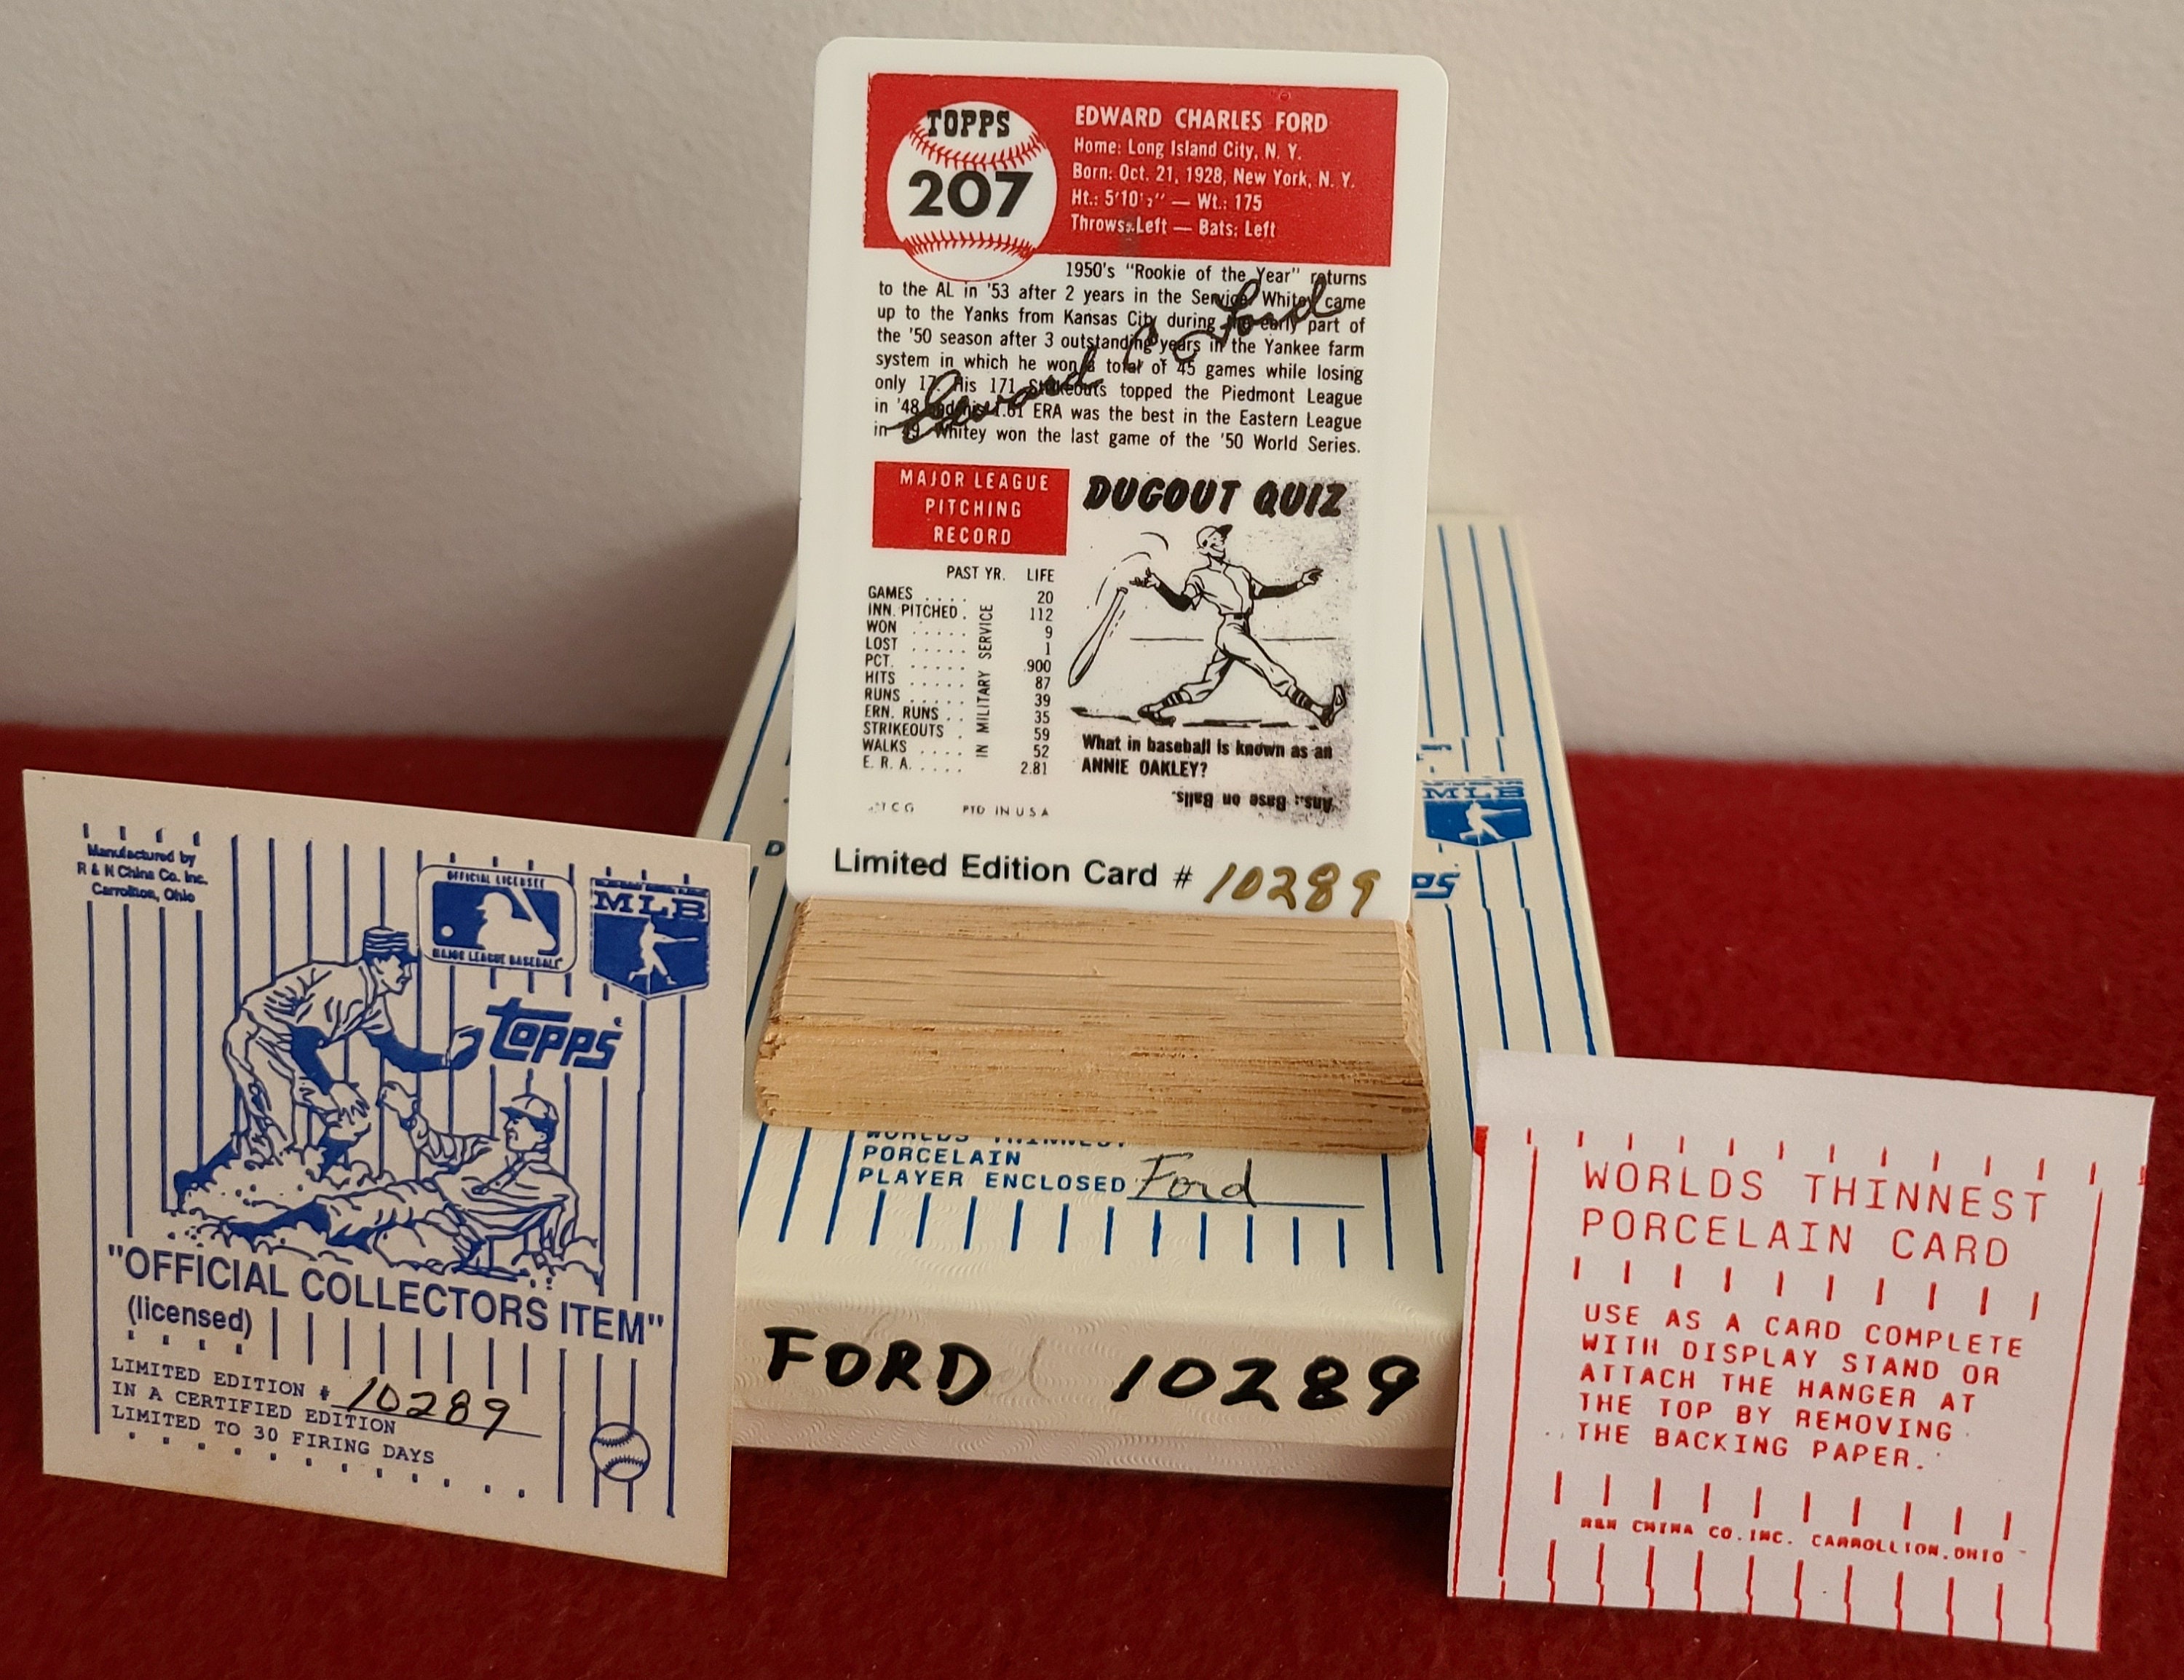 TOPPS
207
EDWARD CHARLES FORD
Home: Long Island City, N. Y.
Born: Oct. 21, 1928, New York, N. Y.
Ht.: 5'10½" — Wt.: 175
Throws: Left — Bats: Left
1950's "Rookie of the Year" returns
to the AL in '53 after 2 years in the Service. Whitey came
up to the Yanks from Kansas City during the early part of
the '50 season after 3 outstanding years in the Yankee farm
system in which he won a total of 45 games while losing
only 17. His 171 Strikeouts topped the Piedmont League
in '48 and his 1.61 ERA was the best in the Eastern League
in '49. Whitey won the last game of the '50 World Series.
Edward C Ford
MAJOR LEAGUE
PITCHING
RECORD
PAST YR. LIFE
GAMES . . . . 20
INN. PITCHED . 112
WON . . . . . 9
LOST . . . . . 1
PCT. . . . . . .900
HITS . . . . . 87
RUNS . . . . . 39
ERN. RUNS . . 35
STRIKEOUTS . 59
WALKS . . . . 52
E. R. A. . . . . . 2.81
IN MILITARY SERVICE
T C G PTD IN U S A
DUGOUT QUIZ
What in baseball is known as an
ANNIE OAKLEY?
Ans.: Base on Balls.
Limited Edition Card # 10289
MLB
PORCELAIN
PLAYER ENCLOSED Ford
FORD 10289
Manufactured by
R & N China Co. Inc.
Carrollton, Ohio
OFFICIAL LICENSEE
MAJOR LEAGUE BASEBALL
MLB
TOPPS
"OFFICIAL COLLECTORS ITEM"
(licensed)
LIMITED EDITION # 10289
IN A CERTIFIED EDITION
LIMITED TO 30 FIRING DAYS
WORLDS THINNEST
PORCELAIN CARD
USE AS A CARD COMPLETE
WITH DISPLAY STAND OR
ATTACH THE HANGER AT
THE TOP BY REMOVING
THE BACKING PAPER.
R&N CHINA CO.INC. CARROLLTON,OHIO